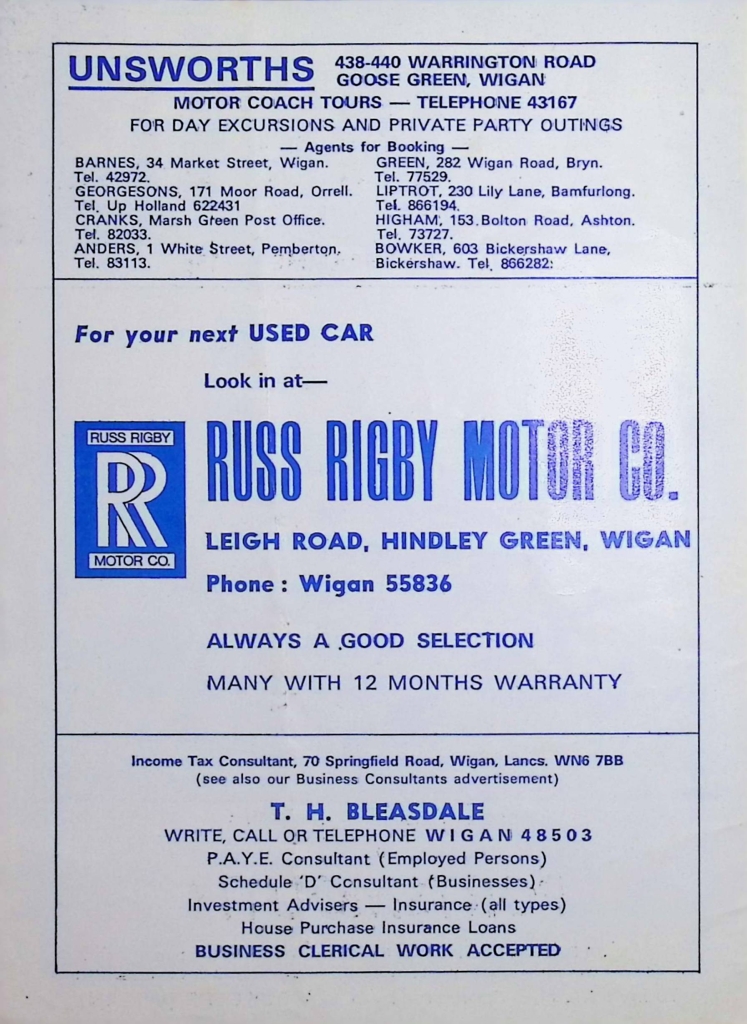 UNSWORTHS
438-440 WARRINGTON ROAD
GOOSE GREEN, WIGAN
MOTOR COACH TOURS — TELEPHONE 43167
FOR DAY EXCURSIONS AND PRIVATE PARTY OUTINGS
— Agents for Booking —
BARNES, 34 Market Street, Wigan.
Tel. 42972.
GEORGESONS, 171 Moor Road, Orrell.
Tel. Up Holland 622431
CRANKS, Marsh Green Post Office.
Tel. 82033.
ANDERS, 1 White Street, Pemberton.
Tel. 83113.
GREEN, 282 Wigan Road, Bryn.
Tel. 77529.
LIPTROT, 230 Lily Lane, Bamfurlong.
Tel. 866194.
HIGHAM, 153 Bolton Road, Ashton.
Tel. 73727.
BOWKER, 603 Bickershaw Lane,
Bickershaw. Tel. 866282.
For your next USED CAR
Look in at—
RUSS RIGBY
RR
MOTOR CO.
RUSS RIGBY MOTOR CO.
LEIGH ROAD, HINDLEY GREEN, WIGAN
Phone : Wigan 55836
ALWAYS A GOOD SELECTION
MANY WITH 12 MONTHS WARRANTY
Income Tax Consultant, 70 Springfield Road, Wigan, Lancs. WN6 7BB
(see also our Business Consultants advertisement)
T. H. BLEASDALE
WRITE, CALL OR TELEPHONE WIGAN 48503
P.A.Y.E. Consultant (Employed Persons)
Schedule 'D' Consultant (Businesses)
Investment Advisers — Insurance (all types)
House Purchase Insurance Loans
BUSINESS CLERICAL WORK ACCEPTED